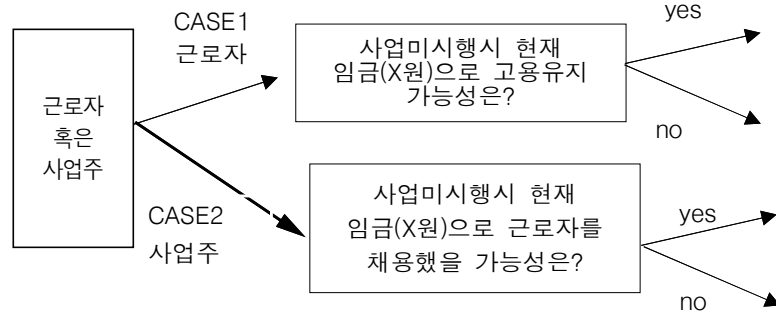 근로자
혹은
사업주
CASE1
근로자
사업미시행시 현재
임금(X원)으로 고용유지
가능성은?
yes
no
CASE2
사업주
사업미시행시 현재
임금(X원)으로 근로자를
채용했을 가능성은?
yes
no